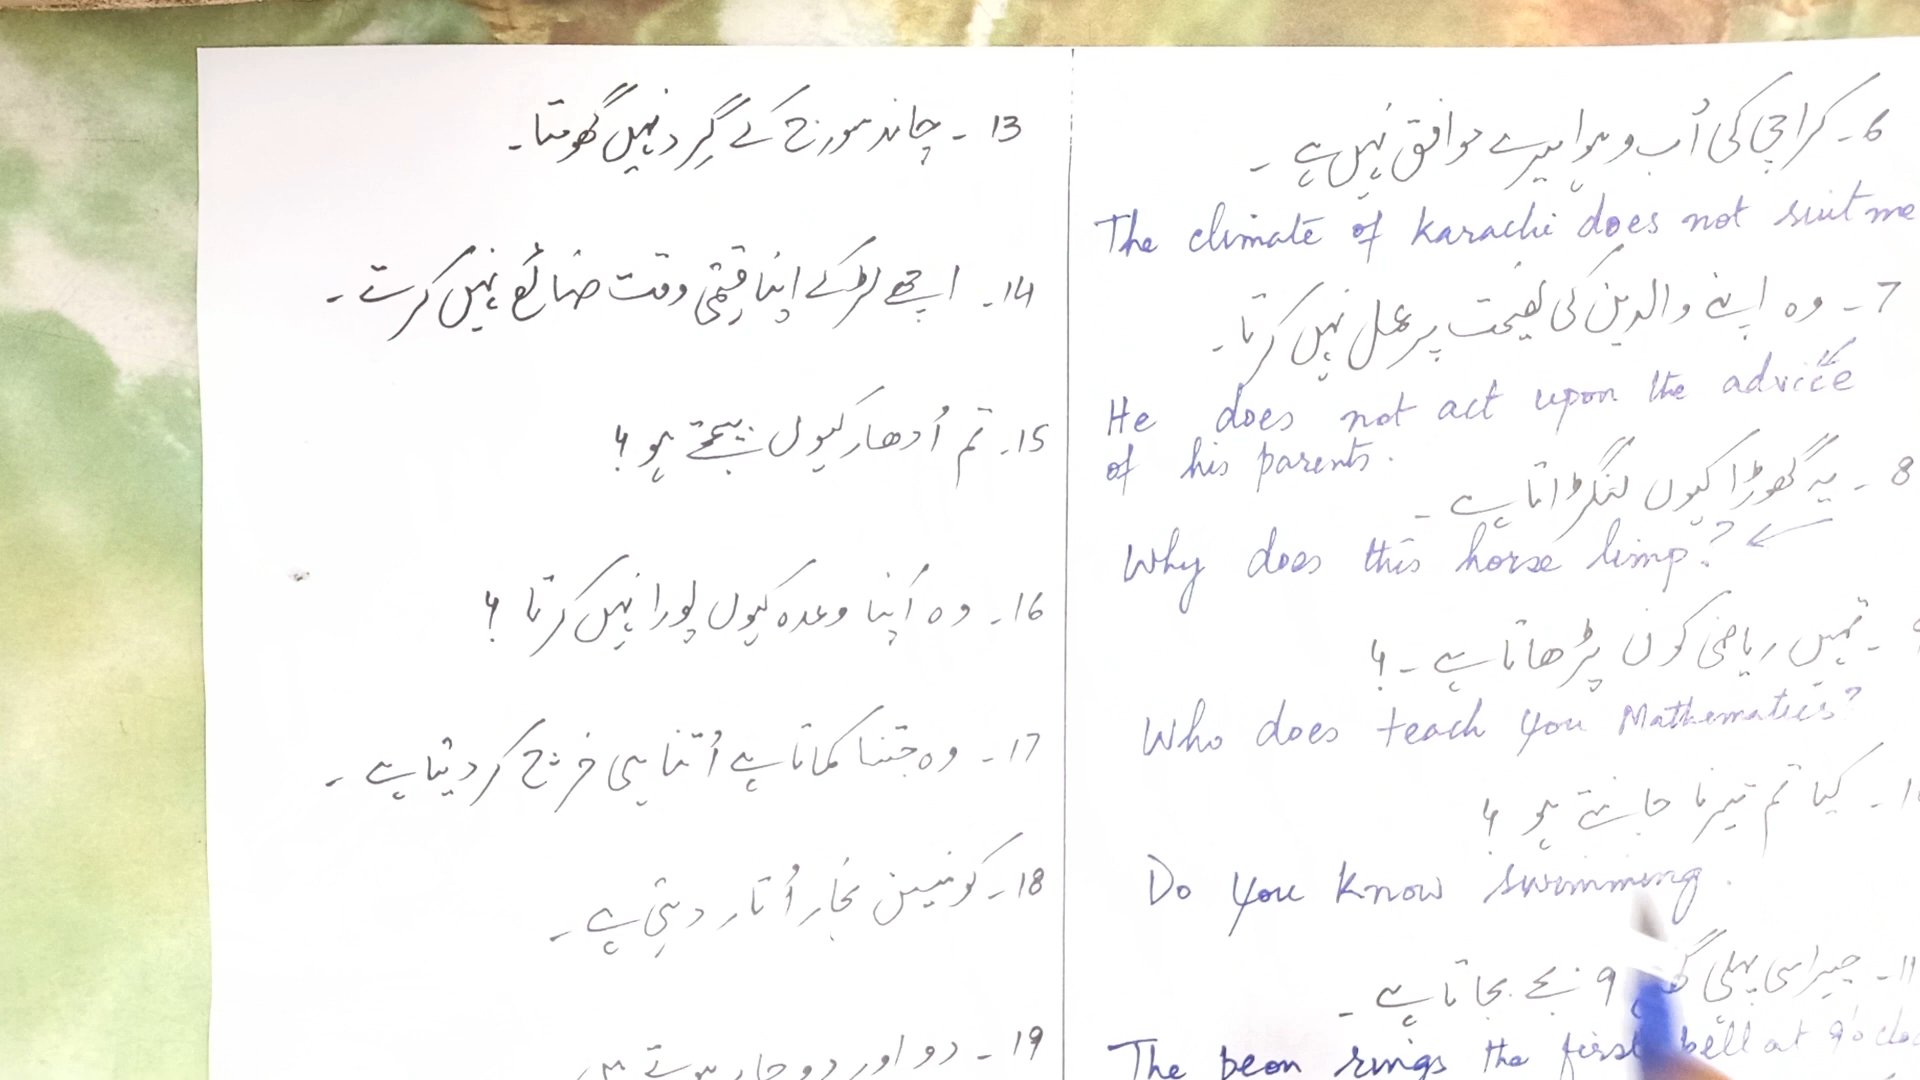 6- کراچی کی آب و ہوا میرے موافق نہیں ہے -
The climate of Karachi does not suit me
7- وہ اپنے والدین کی نصیحت پر عمل نہیں کرتا -
He does not act upon the advice
of his parents.
8- یہ گھوڑا کیوں لنگڑاتا ہے -
Why does this horse limp?
- تمہیں ریاضی کون پڑھاتا ہے - ؟
Who does teach you Mathematics?
- کیا تم تیرنا جانتے ہو ؟
Do you know swimming.
11- چپراسی پہلی ۹ بجے بجاتا ہے -
The beon rings the first bell at 9'o
13- چاند سورج کے گِرد نہیں گھومتا -
14- اچھے لڑکے اپنا قیمتی وقت ضائع نہیں کرتے -
15- تم اُدھار کیوں بیچتے ہو ؟
16- وہ اپنا وعدہ کیوں پورا نہیں کرتا ؟
17- وہ جتنا کماتا ہے اُتنا ہی خرچ کر دیتا ہے -
18- کونین بخار اُتار دیتی ہے -
19- دو اور دو چار ہوتے ہیں